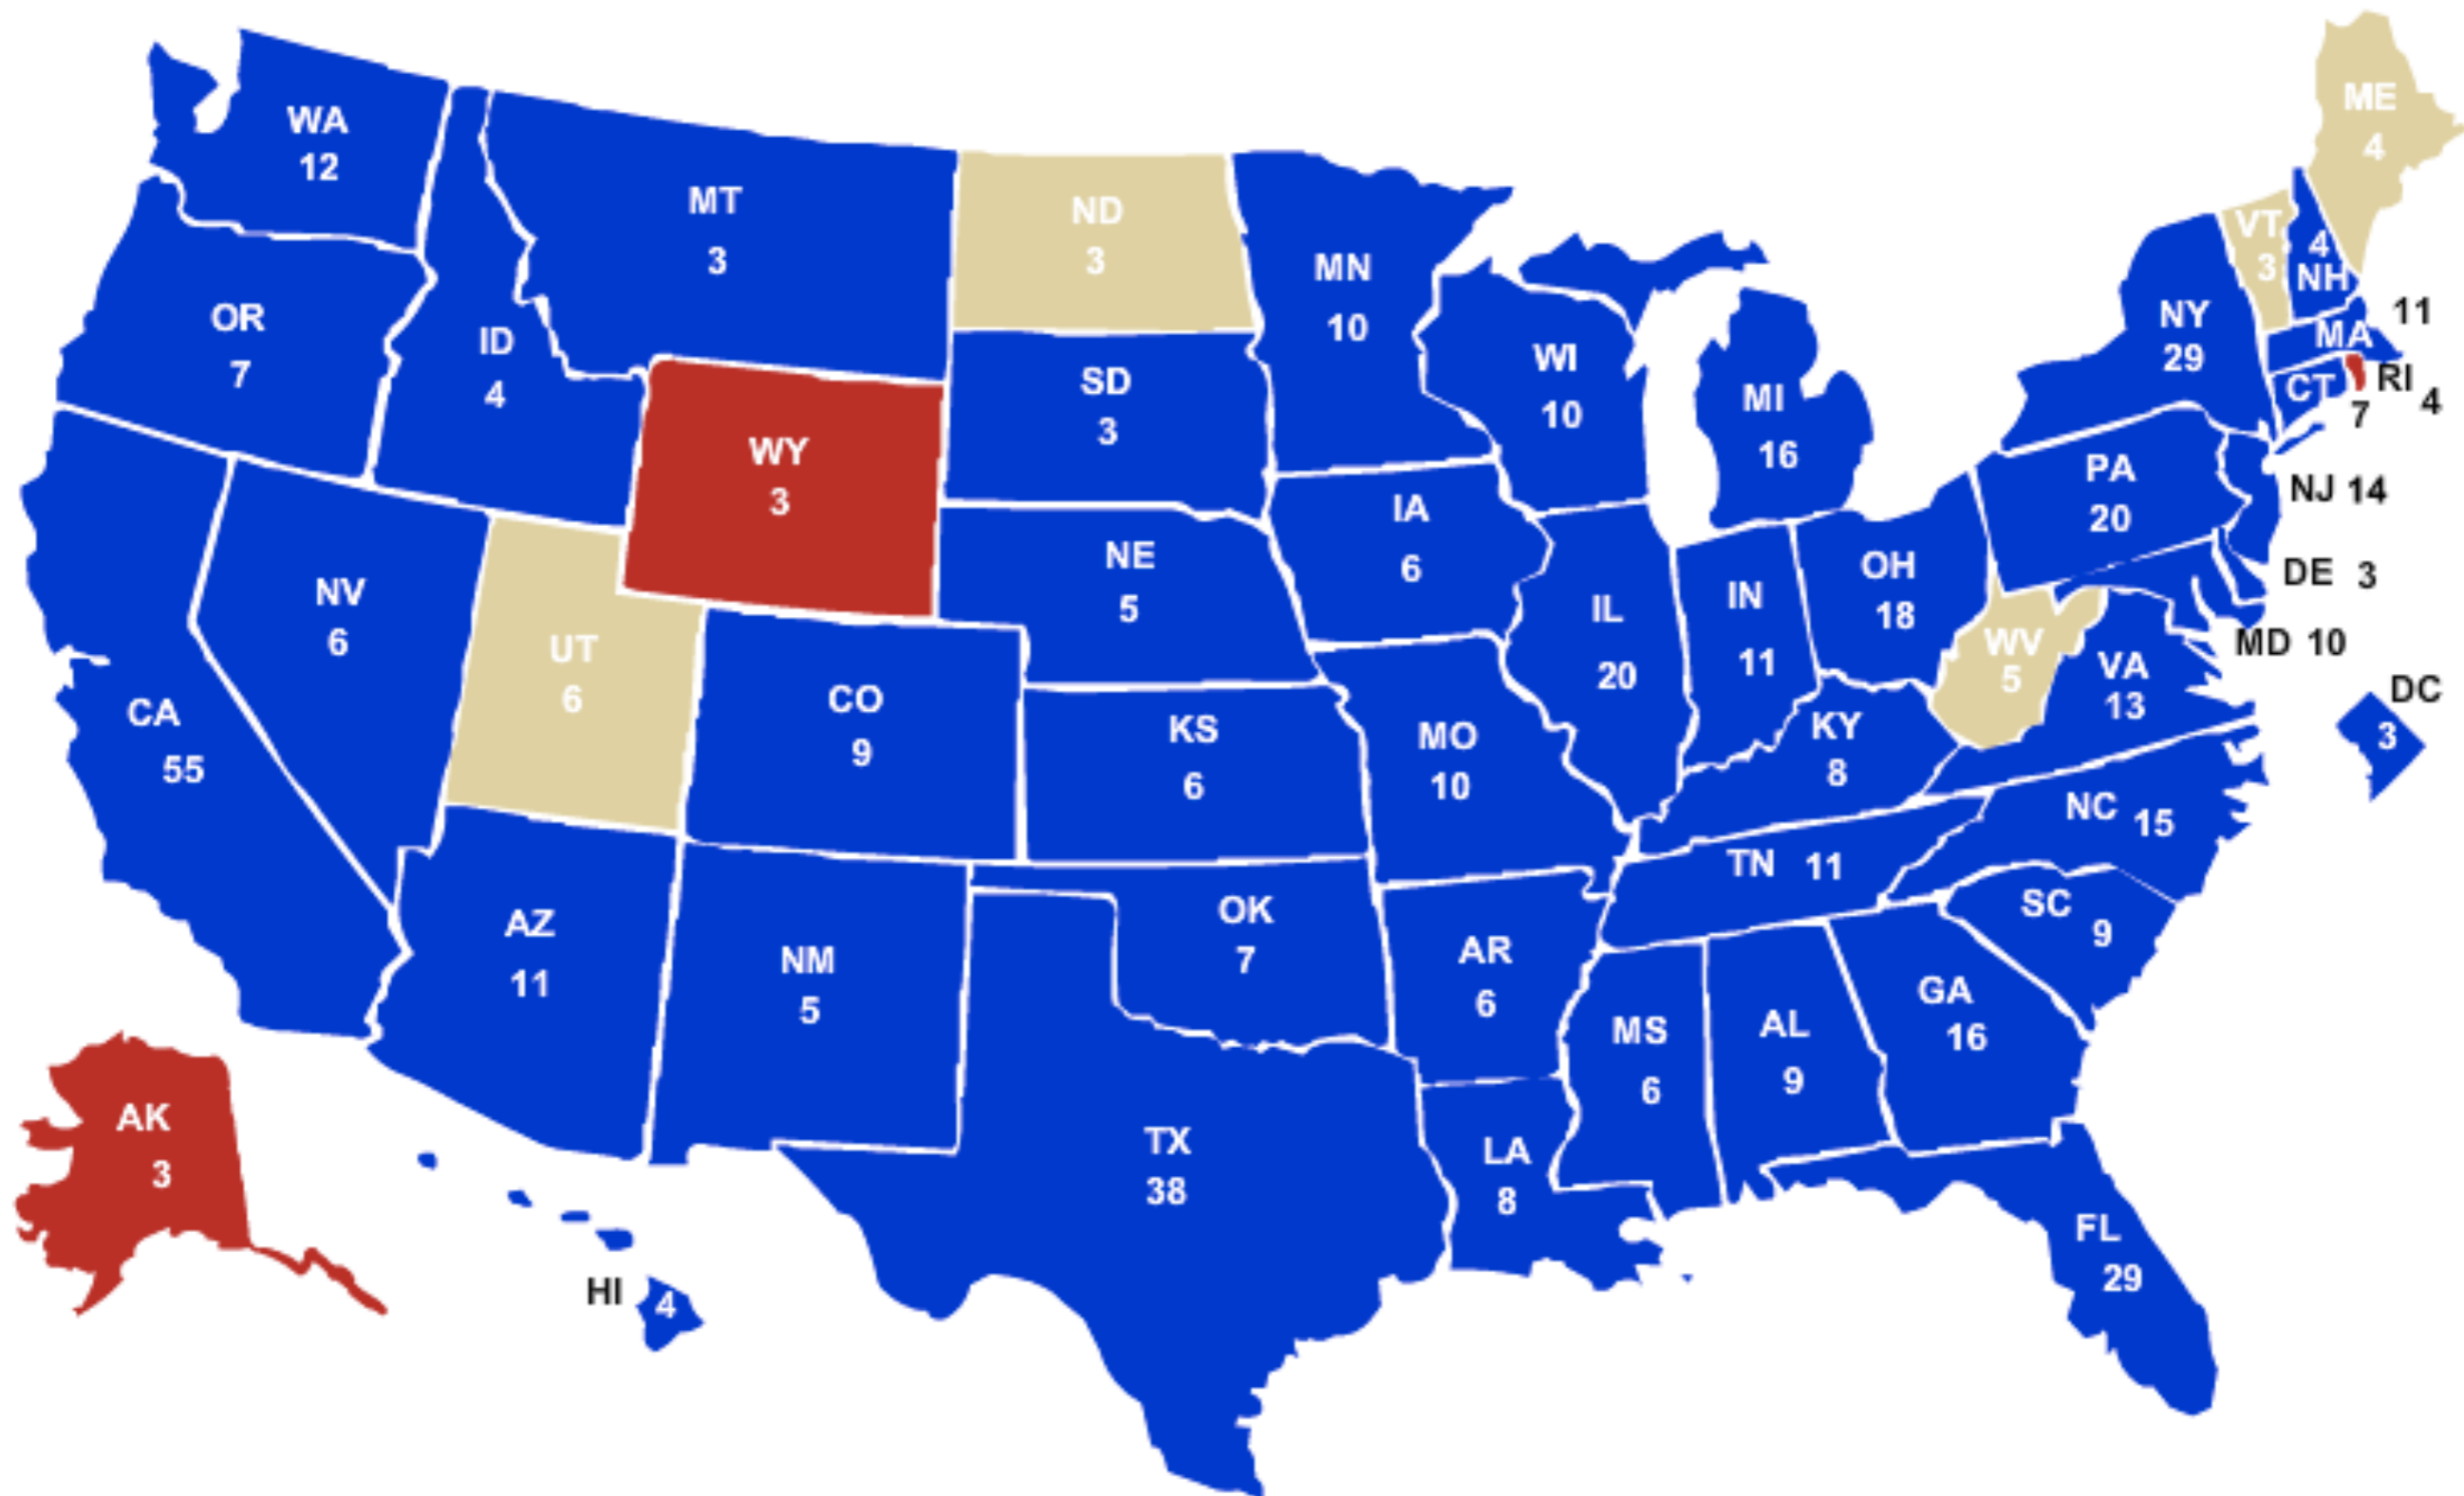 WA
12
OR
7
CA
55
ID
4
NV
6
MT
3
WY
3
UT
6
AZ
11
CO
9
NM
5
ND
3
SD
3
NE
5
KS
6
OK
7
TX
38
MN
10
IA
6
MO
10
AR
6
LA
8
WI
10
IL
20
MI
16
IN
11
OH
18
KY
8
TN 11
MS
6
AL
9
GA
16
FL
29
SC
9
NC 15
VA
13
WV
5
PA
20
NY
29
VT
3
4
NH
ME
4
MA
11
CT
7
RI
4
NJ 14
DE 3
MD 10
DC
3
AK
3
HI
4